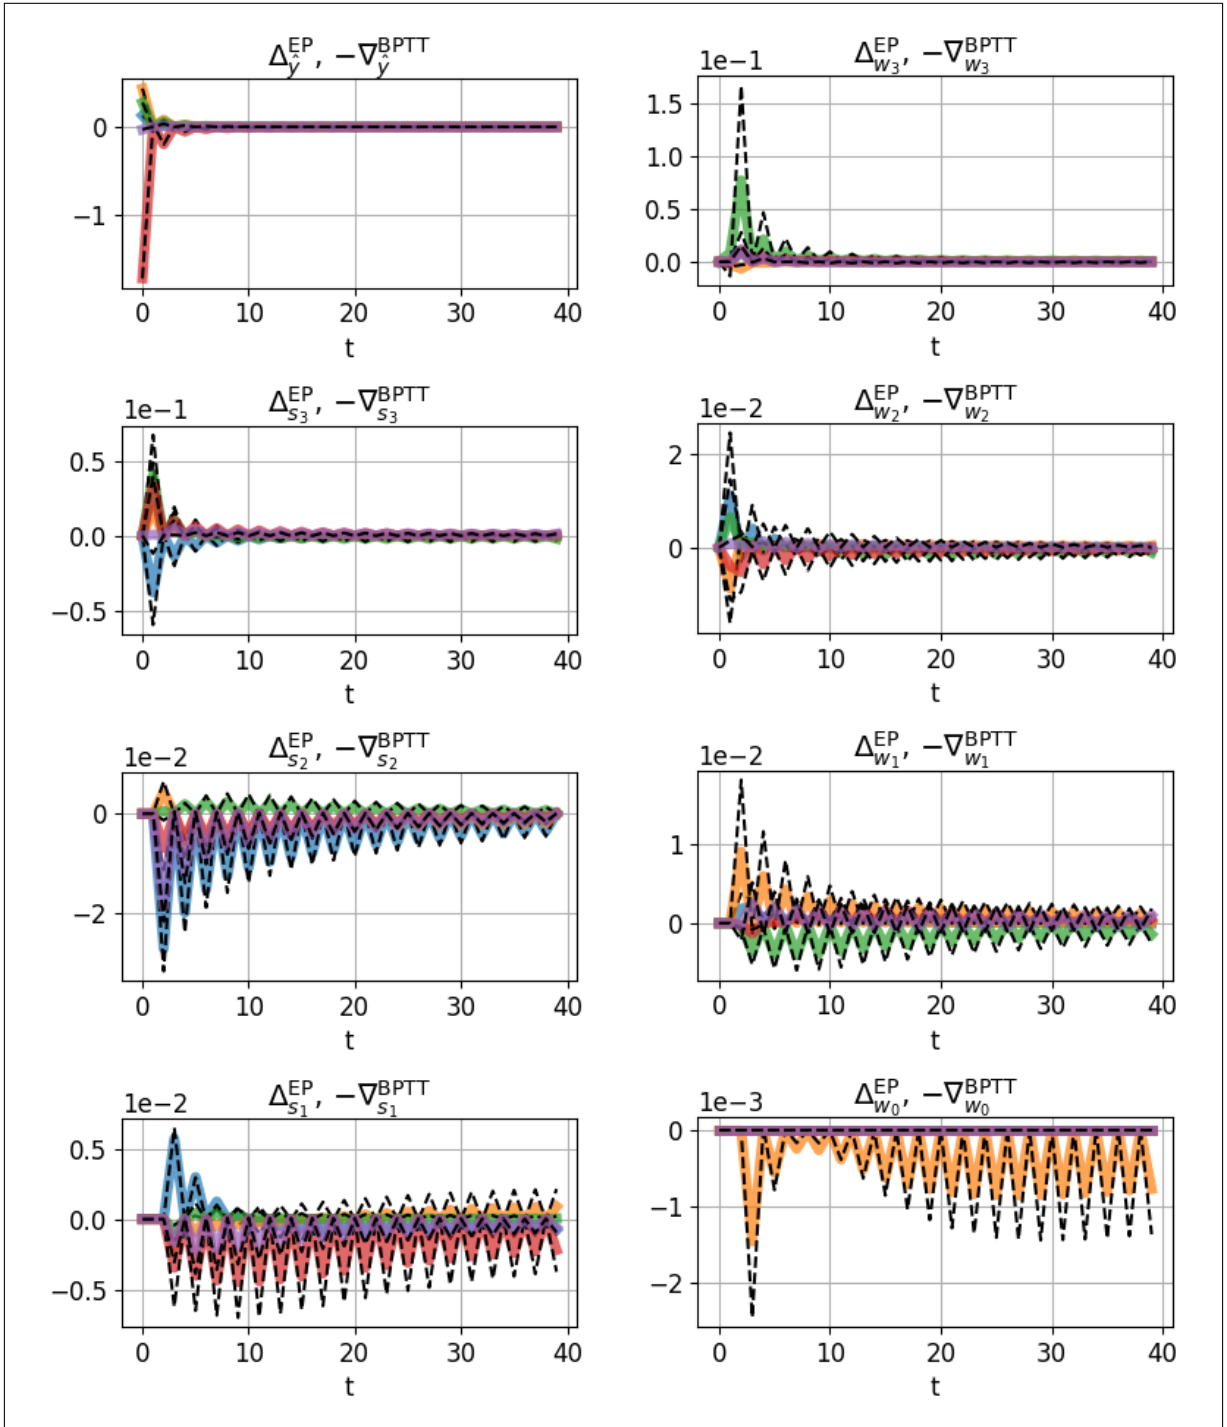 Δ^EP_ŷ, −∇^BPTT_ŷ
0
−1
0 10 20 30 40
t
Δ^EP_w₃, −∇^BPTT_w₃
1e−1
1.5
1.0
0.5
0.0
0 10 20 30 40
t
Δ^EP_s₃, −∇^BPTT_s₃
1e−1
0.5
0.0
−0.5
0 10 20 30 40
t
Δ^EP_w₂, −∇^BPTT_w₂
1e−2
2
0
0 10 20 30 40
t
Δ^EP_s₂, −∇^BPTT_s₂
1e−2
0
−2
0 10 20 30 40
t
Δ^EP_w₁, −∇^BPTT_w₁
1e−2
1
0
0 10 20 30 40
t
Δ^EP_s₁, −∇^BPTT_s₁
1e−2
0.5
0.0
−0.5
0 10 20 30 40
t
Δ^EP_w₀, −∇^BPTT_w₀
1e−3
0
−1
−2
0 10 20 30 40
t